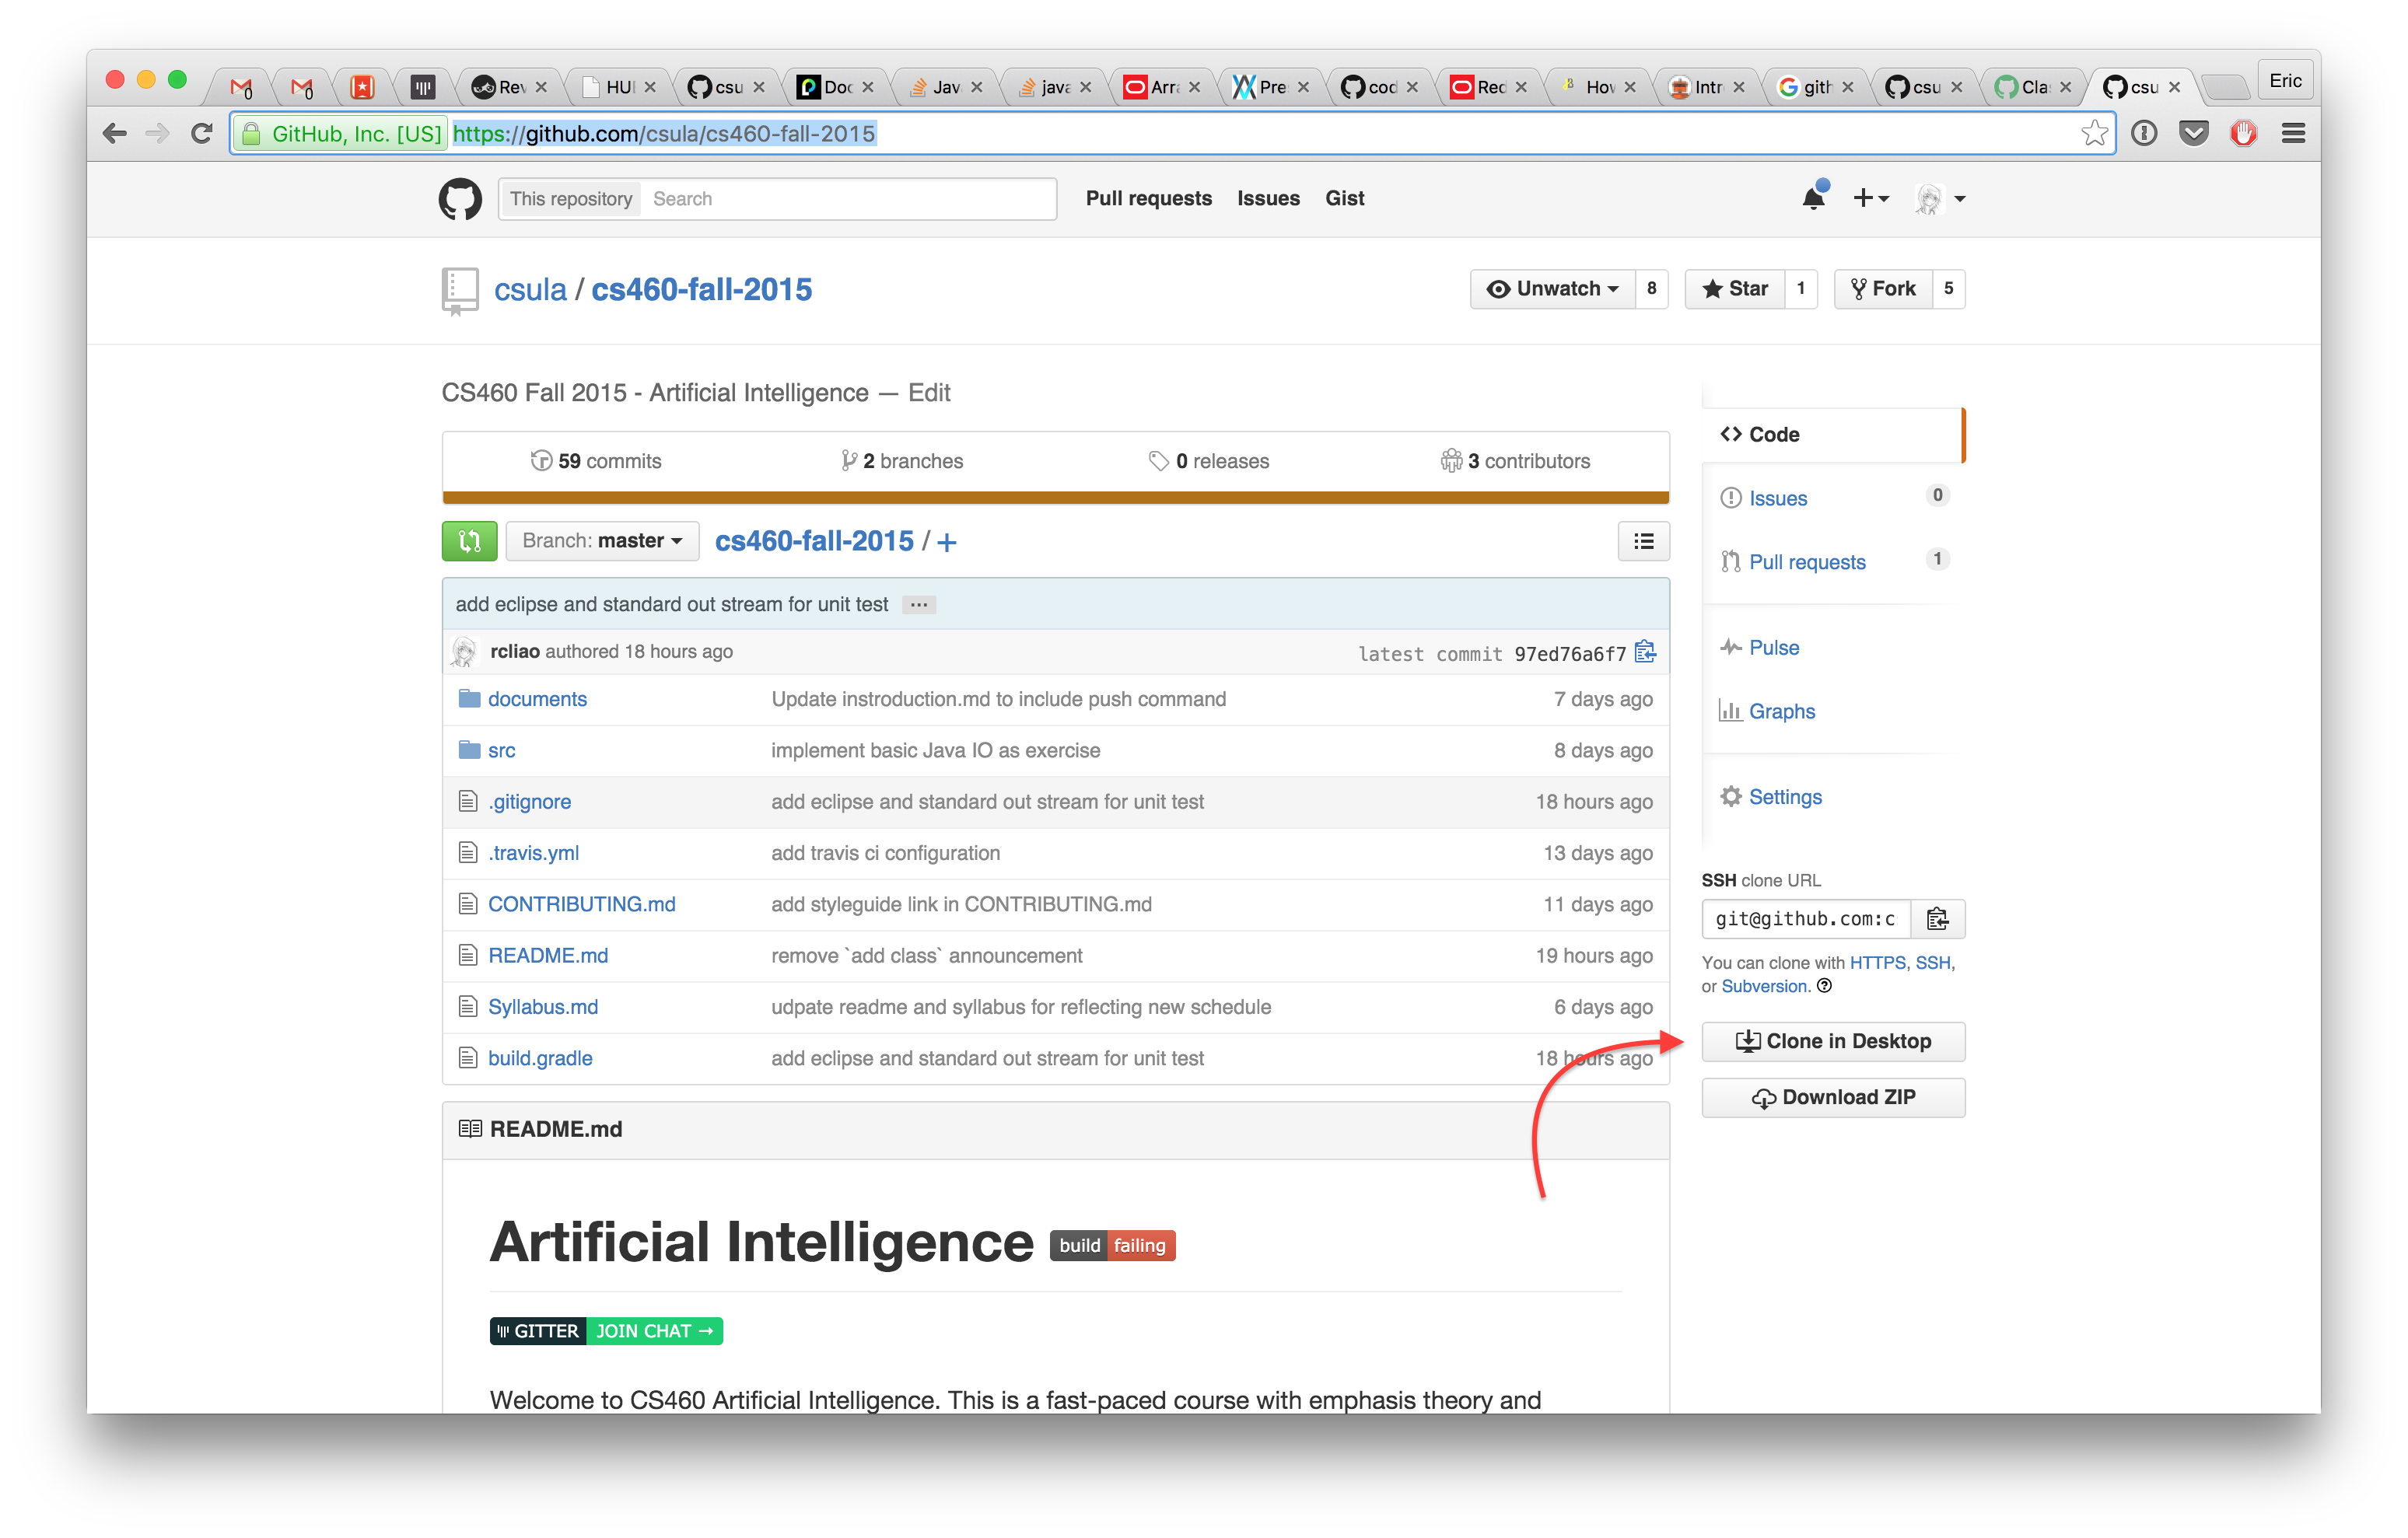 Rev HUI csu Doc Jav java Arr Pre cod Red How Intr gith csu Cla csu Eric
GitHub, Inc. [US] https://github.com/csula/cs460-fall-2015
This repository Search Pull requests Issues Gist
csula / cs460-fall-2015 Unwatch 8 Star 1 Fork 5
CS460 Fall 2015 - Artificial Intelligence — Edit
59 commits 2 branches 0 releases 3 contributors
Branch: master cs460-fall-2015 / +
add eclipse and standard out stream for unit test ...
rcliao authored 18 hours ago latest commit 97ed76a6f7
documents Update instroduction.md to include push command 7 days ago
src implement basic Java IO as exercise 8 days ago
.gitignore add eclipse and standard out stream for unit test 18 hours ago
.travis.yml add travis ci configuration 13 days ago
CONTRIBUTING.md add styleguide link in CONTRIBUTING.md 11 days ago
README.md remove `add class` announcement 19 hours ago
Syllabus.md udpate readme and syllabus for reflecting new schedule 6 days ago
build.gradle add eclipse and standard out stream for unit test 18 hours ago
Code
Issues 0
Pull requests 1
Pulse
Graphs
Settings
SSH clone URL
git@github.com:c
You can clone with HTTPS, SSH,
or Subversion.
Clone in Desktop
Download ZIP
README.md
Artificial Intelligence build failing
GITTER JOIN CHAT →
Welcome to CS460 Artificial Intelligence. This is a fast-paced course with emphasis theory and